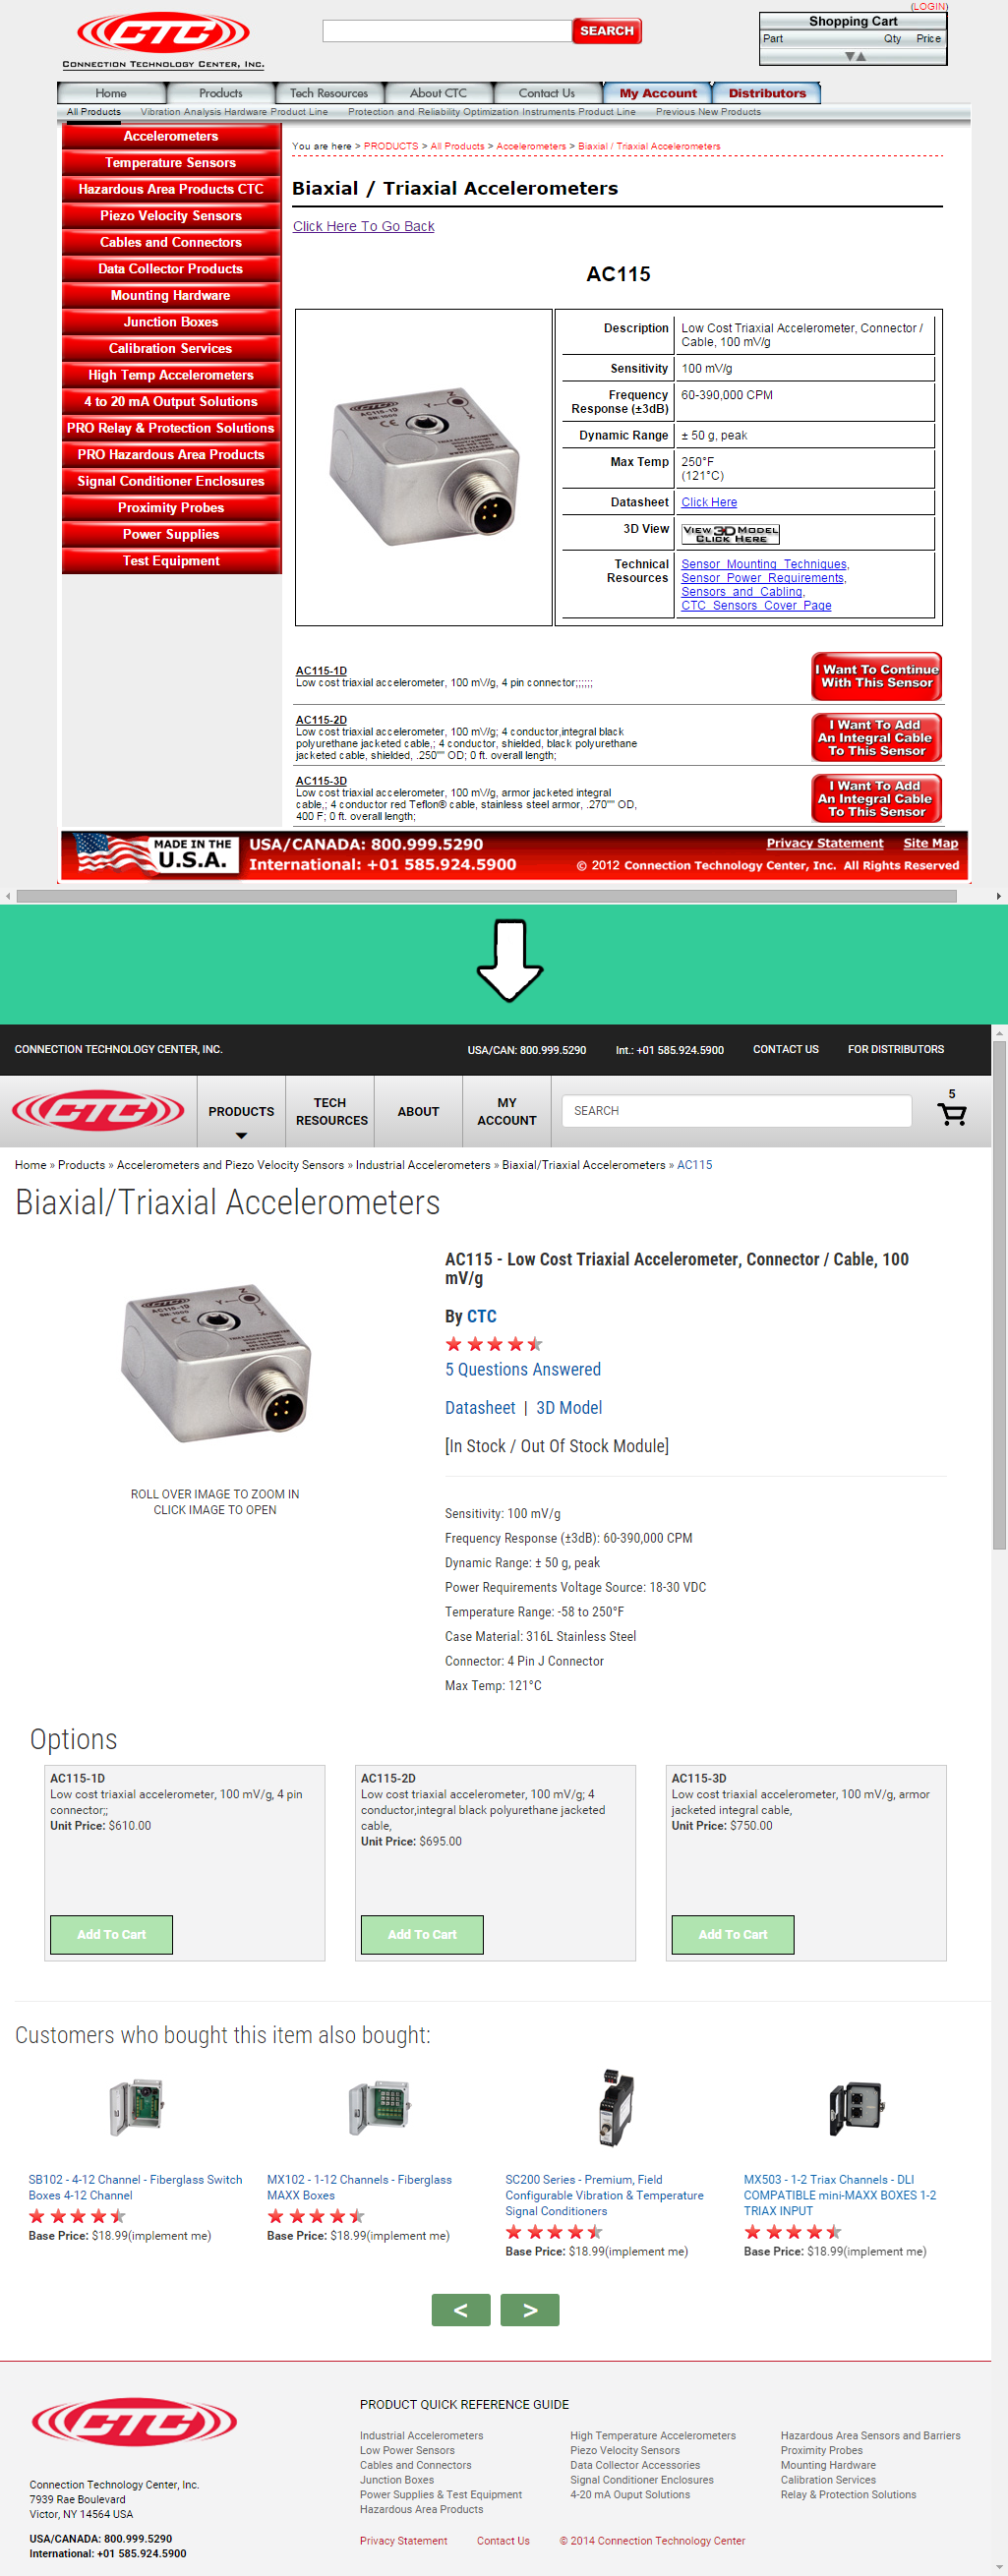 (LOGIN)
CTC
CONNECTION TECHNOLOGY CENTER, INC.
SEARCH
Shopping Cart
Part Qty Price
Home Products Tech Resources About CTC Contact Us My Account Distributors
All Products Vibration Analysis Hardware Product Line Protection and Reliability Optimization Instruments Product Line Previous New Products
Accelerometers
Temperature Sensors
Hazardous Area Products CTC
Piezo Velocity Sensors
Cables and Connectors
Data Collector Products
Mounting Hardware
Junction Boxes
Calibration Services
High Temp Accelerometers
4 to 20 mA Output Solutions
PRO Relay & Protection Solutions
PRO Hazardous Area Products
Signal Conditioner Enclosures
Proximity Probes
Power Supplies
Test Equipment
You are here > PRODUCTS > All Products > Accelerometers > Biaxial / Triaxial Accelerometers
Biaxial / Triaxial Accelerometers
Click Here To Go Back
AC115
CTC
AC115-1D
Description Low Cost Triaxial Accelerometer, Connector /
Cable, 100 mV/g
Sensitivity 100 mV/g
Frequency 60-390,000 CPM
Response (±3dB)
Dynamic Range ± 50 g, peak
Max Temp 250°F
(121°C)
Datasheet Click Here
3D View VIEW 3D MODEL
CLICK HERE
Technical Sensor_Mounting_Techniques,
Resources Sensor_Power_Requirements,
Sensors_and_Cabling,
CTC_Sensors_Cover_Page
AC115-1D
Low cost triaxial accelerometer, 100 mV/g, 4 pin connector;;;;;;
I Want To Continue
With This Sensor
AC115-2D
Low cost triaxial accelerometer, 100 mV/g; 4 conductor,integral black
polyurethane jacketed cable,; 4 conductor, shielded, black polyurethane
jacketed cable, shielded, .250"" OD; 0 ft. overall length;
I Want To Add
An Integral Cable
To This Sensor
AC115-3D
Low cost triaxial accelerometer, 100 mV/g, armor jacketed integral
cable,; 4 conductor red Teflon® cable, stainless steel armor, .270"" OD,
400 F; 0 ft. overall length;
I Want To Add
An Integral Cable
To This Sensor
MADE IN THE
U.S.A.
USA/CANADA: 800.999.5290
International: +01 585.924.5900
Privacy Statement Site Map
© 2012 Connection Technology Center, Inc. All Rights Reserved
CONNECTION TECHNOLOGY CENTER, INC. USA/CAN: 800.999.5290 Int.: +01 585.924.5900 CONTACT US FOR DISTRIBUTORS
CTC
PRODUCTS
TECH
RESOURCES
ABOUT
MY
ACCOUNT
SEARCH
5
Home » Products » Accelerometers and Piezo Velocity Sensors » Industrial Accelerometers » Biaxial/Triaxial Accelerometers » AC115
Biaxial/Triaxial Accelerometers
CTC
AC115-1D
ROLL OVER IMAGE TO ZOOM IN
CLICK IMAGE TO OPEN
AC115 - Low Cost Triaxial Accelerometer, Connector / Cable, 100
mV/g
By CTC
5 Questions Answered
Datasheet | 3D Model
[In Stock / Out Of Stock Module]
Sensitivity: 100 mV/g
Frequency Response (±3dB): 60-390,000 CPM
Dynamic Range: ± 50 g, peak
Power Requirements Voltage Source: 18-30 VDC
Temperature Range: -58 to 250°F
Case Material: 316L Stainless Steel
Connector: 4 Pin J Connector
Max Temp: 121°C
Options
AC115-1D
Low cost triaxial accelerometer, 100 mV/g, 4 pin
connector;;
Unit Price: $610.00
Add To Cart
AC115-2D
Low cost triaxial accelerometer, 100 mV/g; 4
conductor,integral black polyurethane jacketed
cable,
Unit Price: $695.00
Add To Cart
AC115-3D
Low cost triaxial accelerometer, 100 mV/g, armor
jacketed integral cable,
Unit Price: $750.00
Add To Cart
Customers who bought this item also bought:
SB102 - 4-12 Channel - Fiberglass Switch
Boxes 4-12 Channel
Base Price: $18.99(implement me)
MX102 - 1-12 Channels - Fiberglass
MAXX Boxes
Base Price: $18.99(implement me)
SC200 Series - Premium, Field
Configurable Vibration & Temperature
Signal Conditioners
Base Price: $18.99(implement me)
MX503 - 1-2 Triax Channels - DLI
COMPATIBLE mini-MAXX BOXES 1-2
TRIAX INPUT
Base Price: $18.99(implement me)
< >
CTC
Connection Technology Center, Inc.
7939 Rae Boulevard
Victor, NY 14564 USA
USA/CANADA: 800.999.5290
International: +01 585.924.5900
PRODUCT QUICK REFERENCE GUIDE
Industrial Accelerometers High Temperature Accelerometers Hazardous Area Sensors and Barriers
Low Power Sensors Piezo Velocity Sensors Proximity Probes
Cables and Connectors Data Collector Accessories Mounting Hardware
Junction Boxes Signal Conditioner Enclosures Calibration Services
Power Supplies & Test Equipment 4-20 mA Ouput Solutions Relay & Protection Solutions
Hazardous Area Products
Privacy Statement Contact Us © 2014 Connection Technology Center